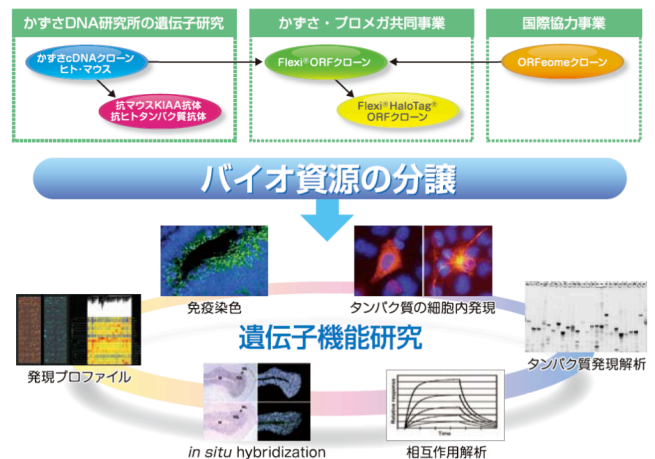 かずさDNA研究所の遺伝子研究
かずさ・プロメガ共同事業
国際協力事業
かずさcDNAクローン
ヒト・マウス
Flexi®ORFクローン
ORFeomeクローン
抗マウスKIAA抗体
抗ヒトタンパク質抗体
Flexi®HaloTag®
ORFクローン
バイオ資源の分譲
免疫染色
タンパク質の細胞内発現
遺伝子機能研究
発現プロファイル
タンパク質発現解析
Relative response
Time
in situ hybridization
相互作用解析